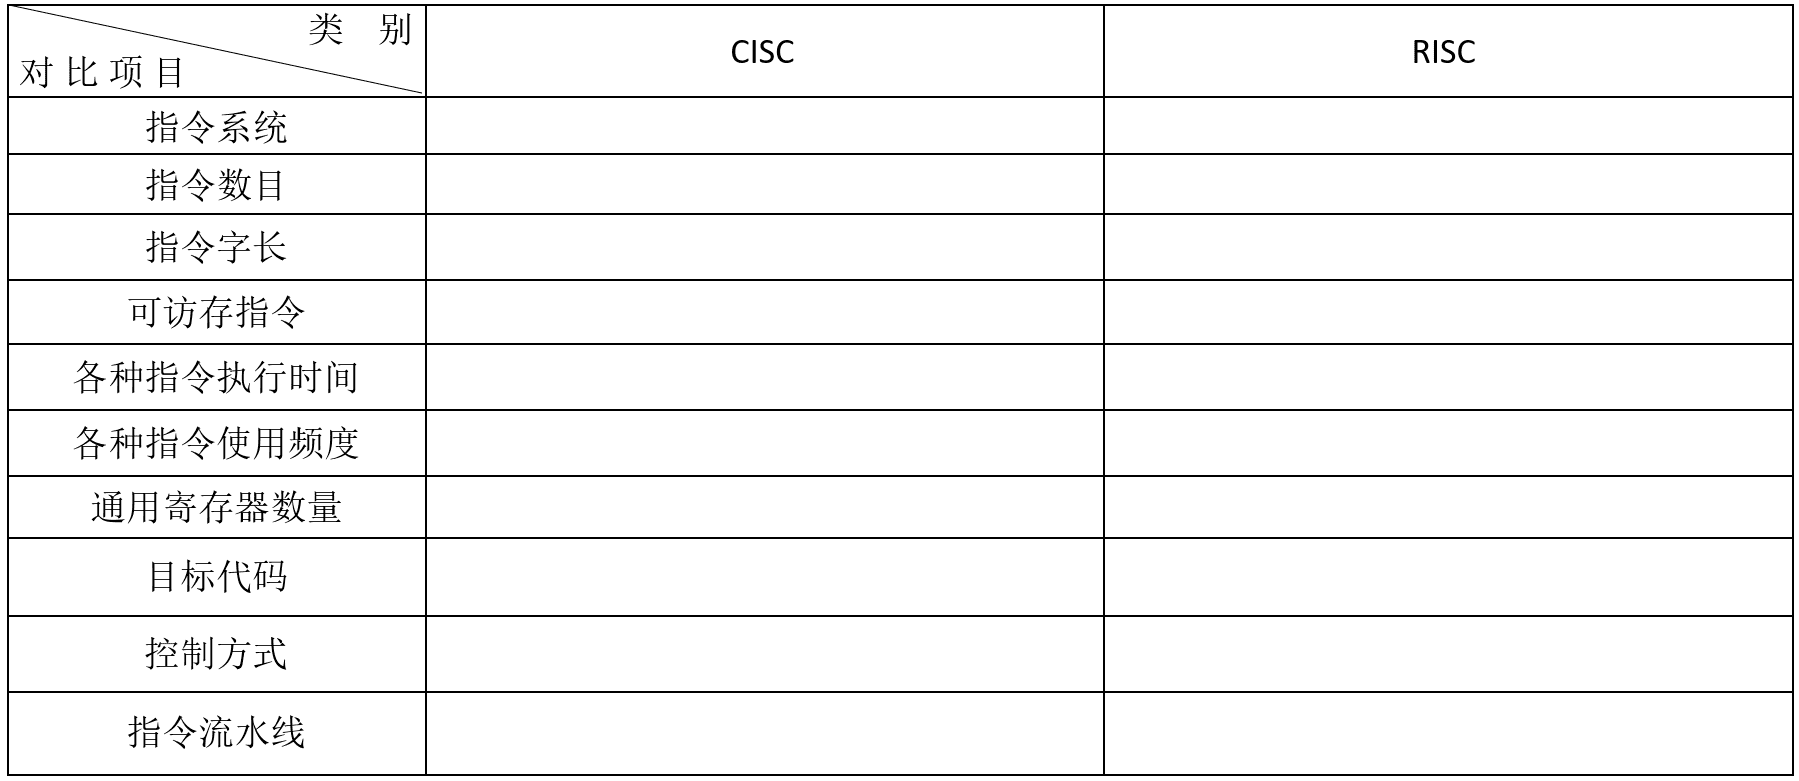 类 别
对比项目
CISC
RISC
指令系统
指令数目
指令字长
可访存指令
各种指令执行时间
各种指令使用频度
通用寄存器数量
目标代码
控制方式
指令流水线